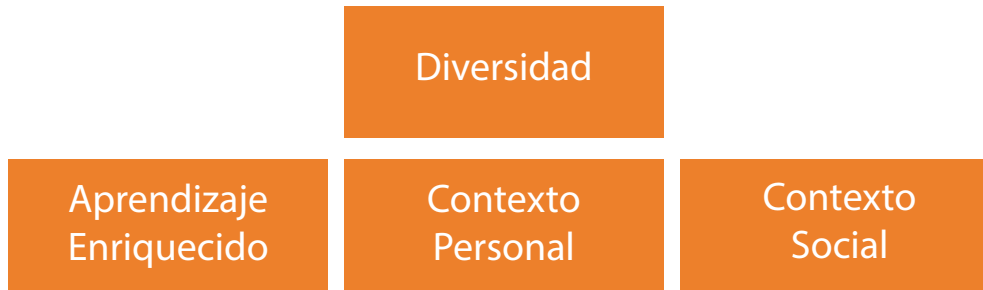 Diversidad
Aprendizaje
Enriquecido
Contexto
Personal
Contexto
Social